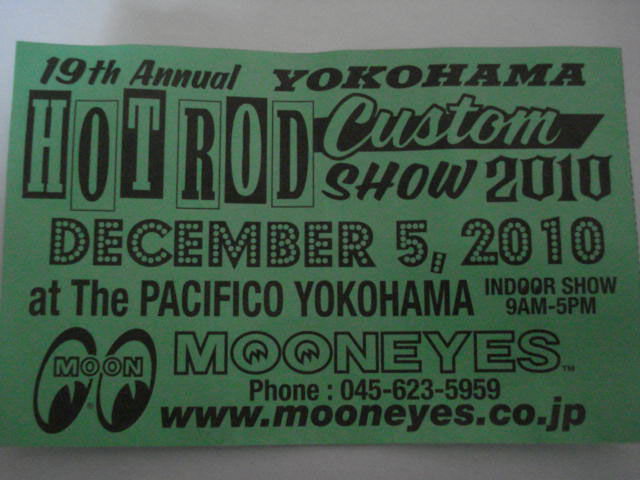 19th Annual YOKOHAMA
HOT ROD Custom
SHOW 2010
DECEMBER 5, 2010
at The PACIFICO YOKOHAMA INDOOR SHOW
9AM-5PM
MOON ® MOONEYES™
Phone : 045-623-5959
www.mooneyes.co.jp